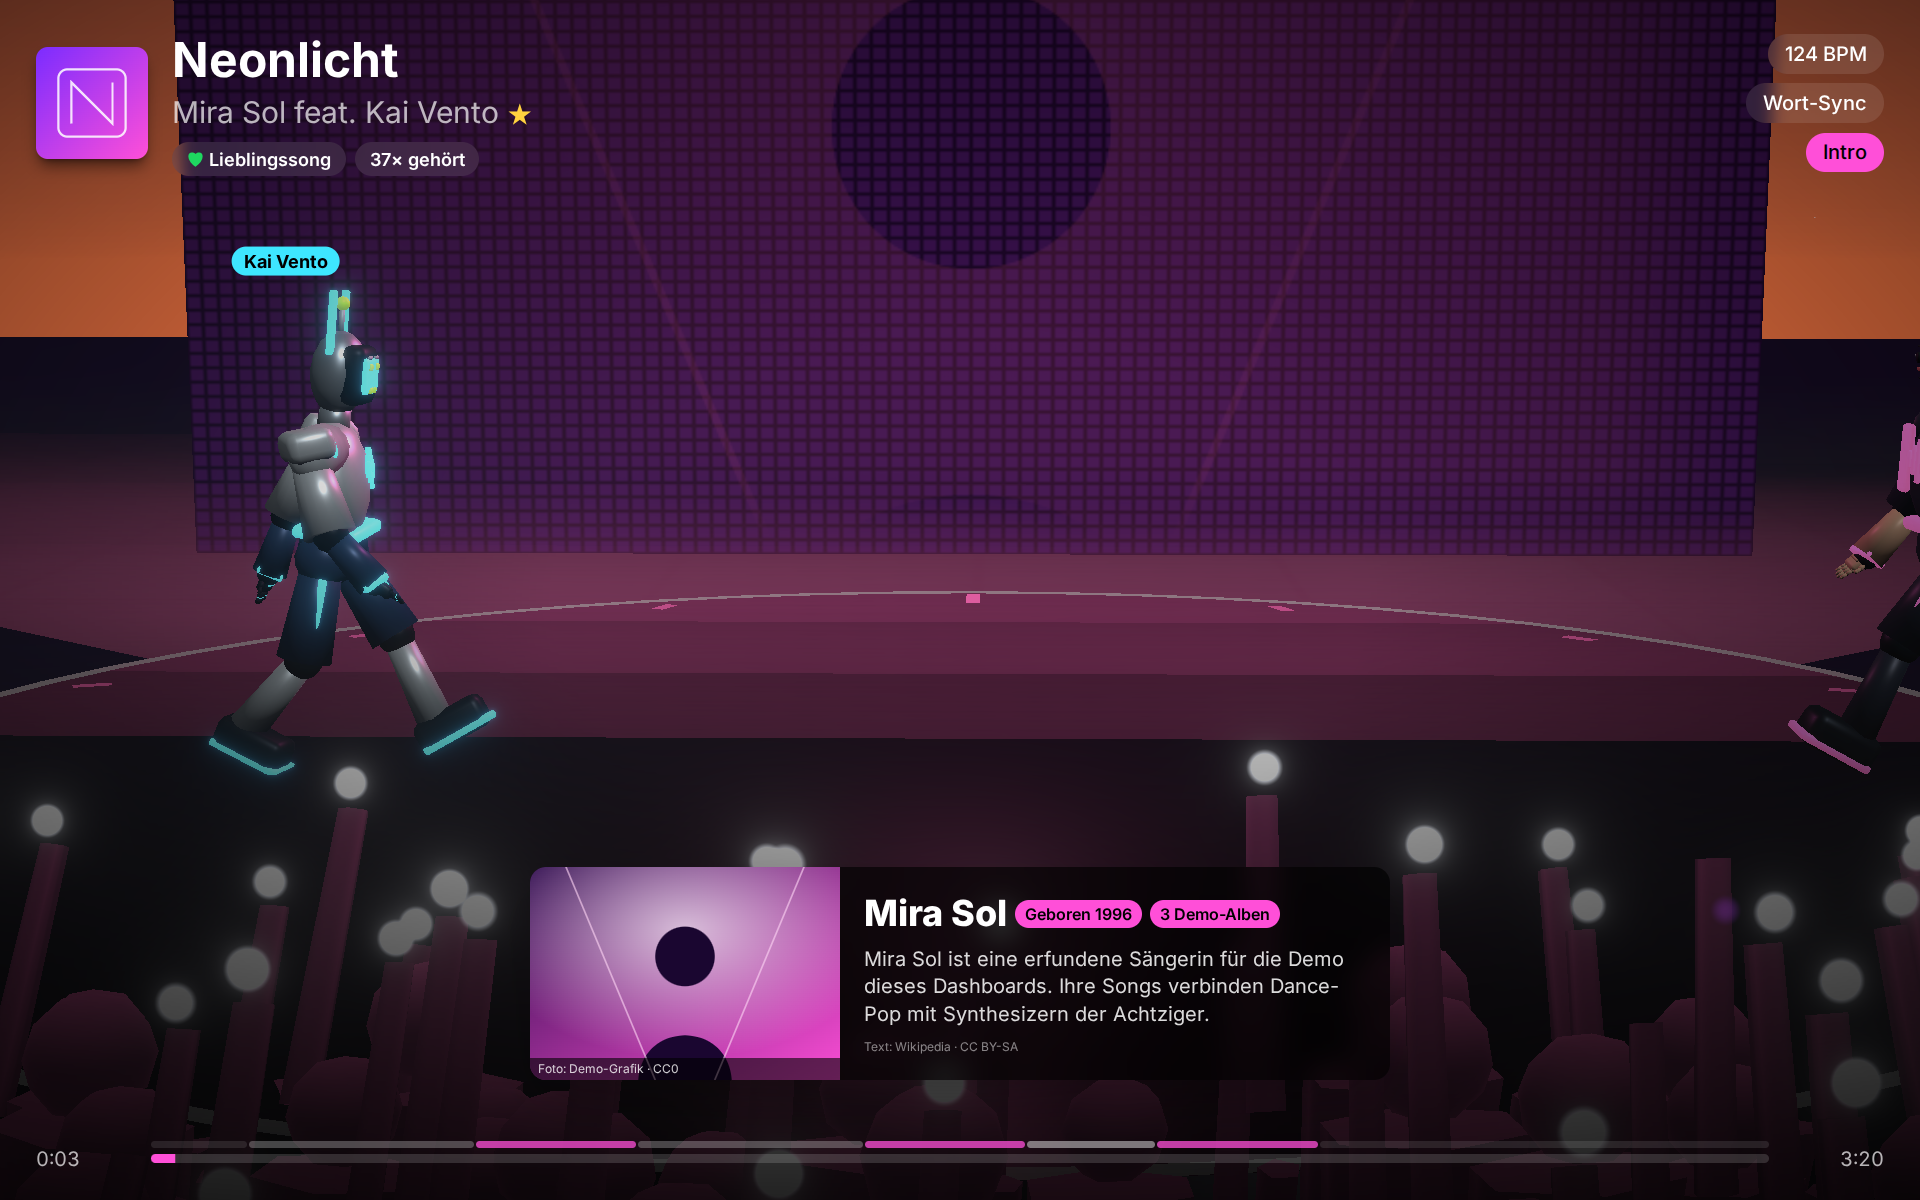 Neonlicht
Mira Sol feat. Kai Vento ★
Lieblingssong
37× gehört
124 BPM
Wort-Sync
Intro
N
Kai Vento
Mira Sol
Geboren 1996
3 Demo-Alben
Mira Sol ist eine erfundene Sängerin für die Demo
dieses Dashboards. Ihre Songs verbinden Dance-
Pop mit Synthesizern der Achtziger.
Text: Wikipedia · CC BY-SA
Foto: Demo-Grafik · CC0
0:03
3:20